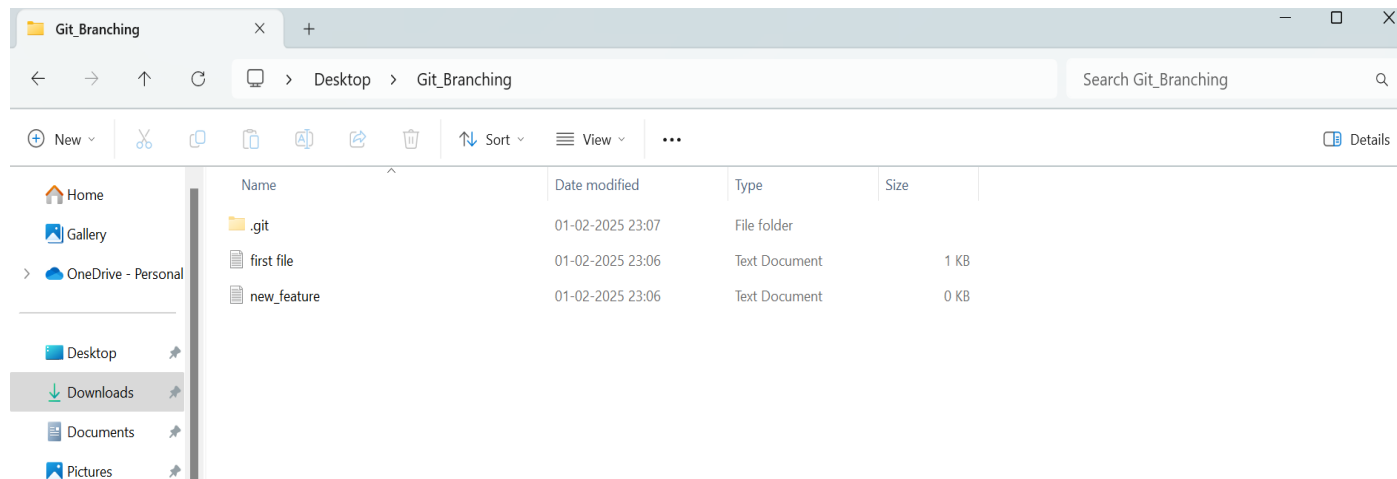 Git_Branching
Desktop > Git_Branching
Search Git_Branching
New
Sort
View
Details
Name Date modified Type Size
Home
Gallery
OneDrive - Personal
Desktop
Downloads
Documents
Pictures
.git 01-02-2025 23:07 File folder
first file 01-02-2025 23:06 Text Document 1 KB
new_feature 01-02-2025 23:06 Text Document 0 KB